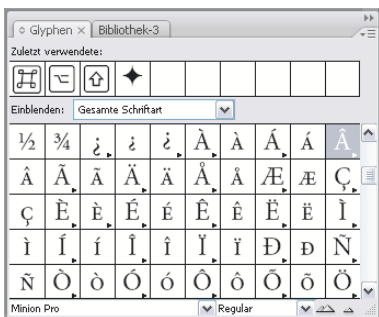 Glyphen × Bibliothek-3
Zuletzt verwendete:
⌘ ⌥ ⇧ ✦
Einblenden: Gesamte Schriftart
½ ¾ ¿ ¿ ¿ À À Á Á Â
 à à Ä Ä Å Å Æ Æ Ç
Ç È È É É Ê Ê Ë Ë Ì
Ì Í Í Î Î Ï Ï Ð Ð Ñ
Ñ Ò Ò Ó Ó Ô Ô Õ Õ Ö
Minion Pro Regular